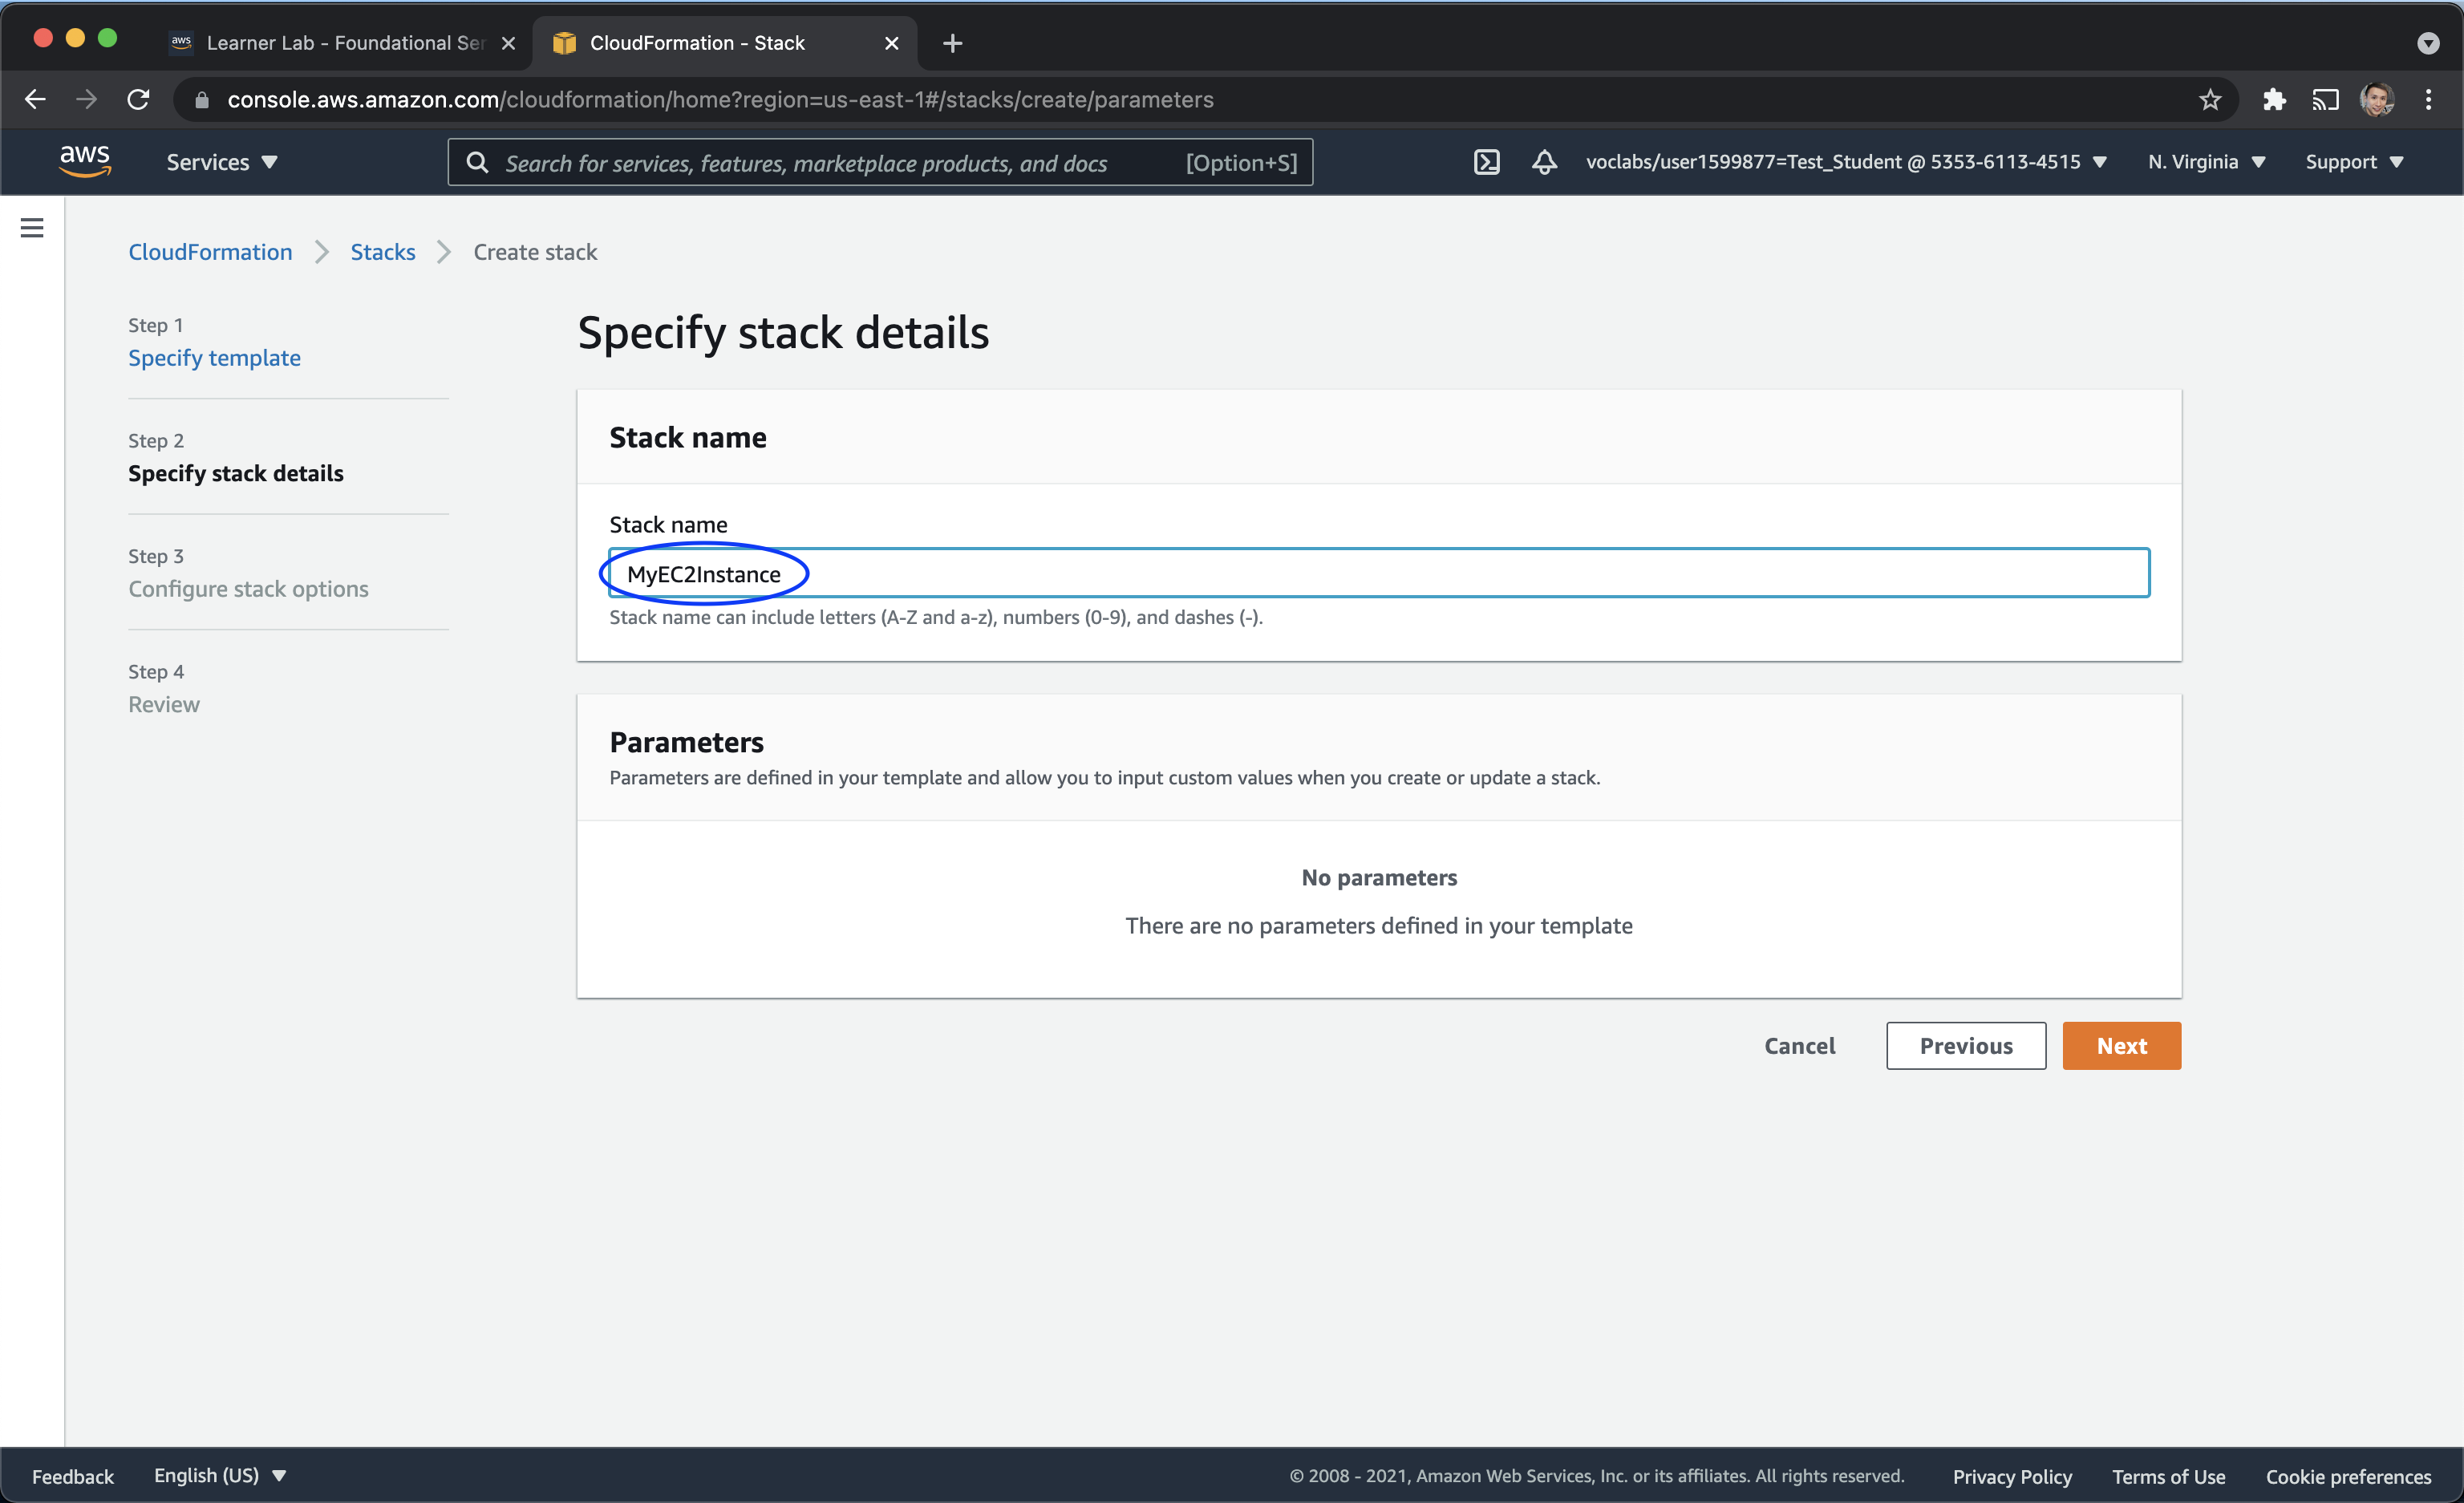 aws Learner Lab - Foundational Ser
CloudFormation - Stack
console.aws.amazon.com/cloudformation/home?region=us-east-1#/stacks/create/parameters
aws
Services
Search for services, features, marketplace products, and docs [Option+S]
voclabs/user1599877=Test_Student @ 5353-6113-4515
N. Virginia
Support
CloudFormation
Stacks
Create stack
Step 1
Specify template
Step 2
Specify stack details
Step 3
Configure stack options
Step 4
Review
Specify stack details
Stack name
Stack name
MyEC2Instance
Stack name can include letters (A-Z and a-z), numbers (0-9), and dashes (-).
Parameters
Parameters are defined in your template and allow you to input custom values when you create or update a stack.
No parameters
There are no parameters defined in your template
Cancel
Previous
Next
Feedback
English (US)
© 2008 - 2021, Amazon Web Services, Inc. or its affiliates. All rights reserved.
Privacy Policy
Terms of Use
Cookie preferences